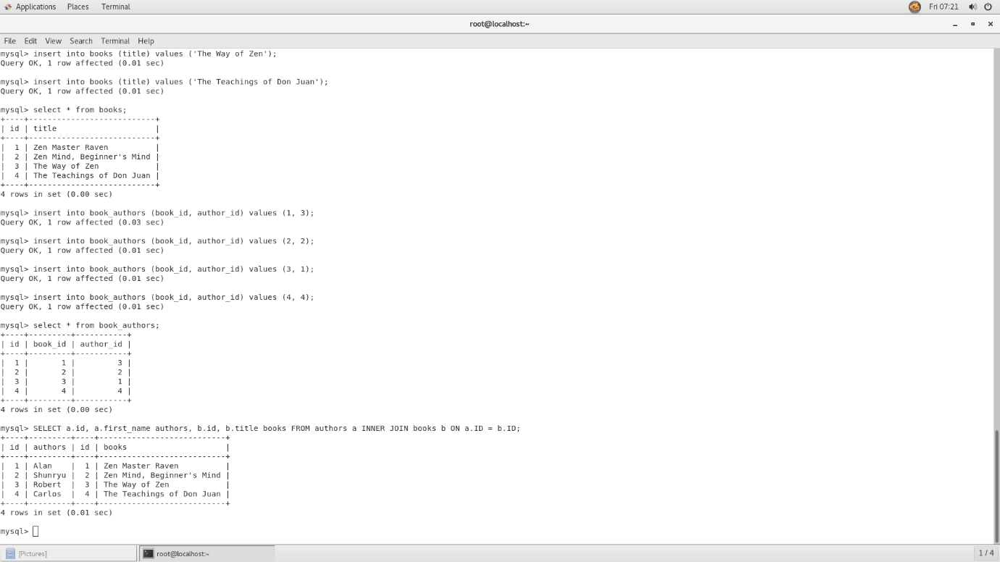 Applications Places Terminal Fri 07:21
root@localhost:~
File Edit View Search Terminal Help
mysql> insert into books (title) values ('The Way of Zen');
Query OK, 1 row affected (0.01 sec)
mysql> insert into books (title) values ('The Teachings of Don Juan');
Query OK, 1 row affected (0.01 sec)
mysql> select * from books;
+----+---------------------------+
| id | title                     |
+----+---------------------------+
|  1 | Zen Master Raven          |
|  2 | Zen Mind, Beginner's Mind |
|  3 | The Way of Zen            |
|  4 | The Teachings of Don Juan |
+----+---------------------------+
4 rows in set (0.00 sec)
mysql> insert into book_authors (book_id, author_id) values (1, 3);
Query OK, 1 row affected (0.03 sec)
mysql> insert into book_authors (book_id, author_id) values (2, 2);
Query OK, 1 row affected (0.01 sec)
mysql> insert into book_authors (book_id, author_id) values (3, 1);
Query OK, 1 row affected (0.01 sec)
mysql> insert into book_authors (book_id, author_id) values (4, 4);
Query OK, 1 row affected (0.01 sec)
mysql> select * from book_authors;
+----+---------+-----------+
| id | book_id | author_id |
+----+---------+-----------+
|  1 |       1 |         3 |
|  2 |       2 |         2 |
|  3 |       3 |         1 |
|  4 |       4 |         4 |
+----+---------+-----------+
4 rows in set (0.00 sec)
mysql> SELECT a.id, a.first_name authors, b.id, b.title books FROM authors a INNER JOIN books b ON a.ID = b.ID;
+----+---------+----+---------------------------+
| id | authors | id | books                     |
+----+---------+----+---------------------------+
|  1 | Alan    |  1 | Zen Master Raven          |
|  2 | Shunryu |  2 | Zen Mind, Beginner's Mind |
|  3 | Robert  |  3 | The Way of Zen            |
|  4 | Carlos  |  4 | The Teachings of Don Juan |
+----+---------+----+---------------------------+
4 rows in set (0.01 sec)
mysql>
[Pictures] root@localhost:~ 1 / 4